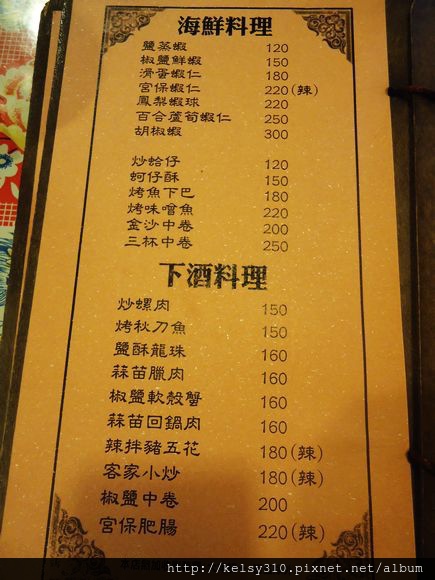 海鮮料理
鹽蒸蝦 120
椒鹽鮮蝦 150
滑蛋蝦仁 180
宮保蝦仁 220(辣)
鳳梨蝦球 220
百合蘆筍蝦仁 250
胡椒蝦 300
炒蛤仔 120
蚵仔酥 150
烤魚下巴 180
烤味噌魚 220
金沙中卷 200
三杯中卷 250
下酒料理
炒螺肉 150
烤秋刀魚 150
鹽酥龍珠 160
蒜苗臘肉 160
椒鹽軟殼蟹 160
蒜苗回鍋肉 160
辣拌豬五花 180(辣)
客家小炒 180(辣)
椒鹽中卷 200
宮保肥腸 220(辣)
http://kelsy310.pixnet.net/album